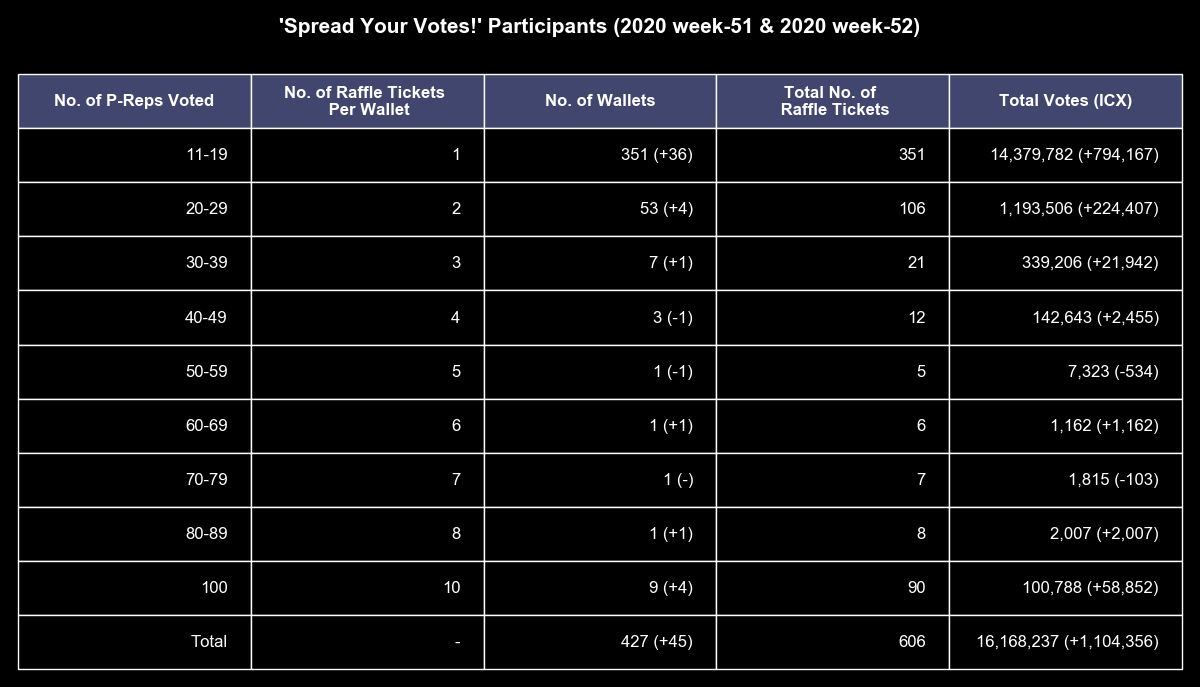 'Spread Your Votes!' Participants (2020 week-51 & 2020 week-52)
No. of P-Reps Voted No. of Raffle Tickets Per Wallet No. of Wallets Total No. of Raffle Tickets Total Votes (ICX)
11-19 1 351 (+36) 351 14,379,782 (+794,167)
20-29 2 53 (+4) 106 1,193,506 (+224,407)
30-39 3 7 (+1) 21 339,206 (+21,942)
40-49 4 3 (-1) 12 142,643 (+2,455)
50-59 5 1 (-1) 5 7,323 (-534)
60-69 6 1 (+1) 6 1,162 (+1,162)
70-79 7 1 (-) 7 1,815 (-103)
80-89 8 1 (+1) 8 2,007 (+2,007)
100 10 9 (+4) 90 100,788 (+58,852)
Total - 427 (+45) 606 16,168,237 (+1,104,356)